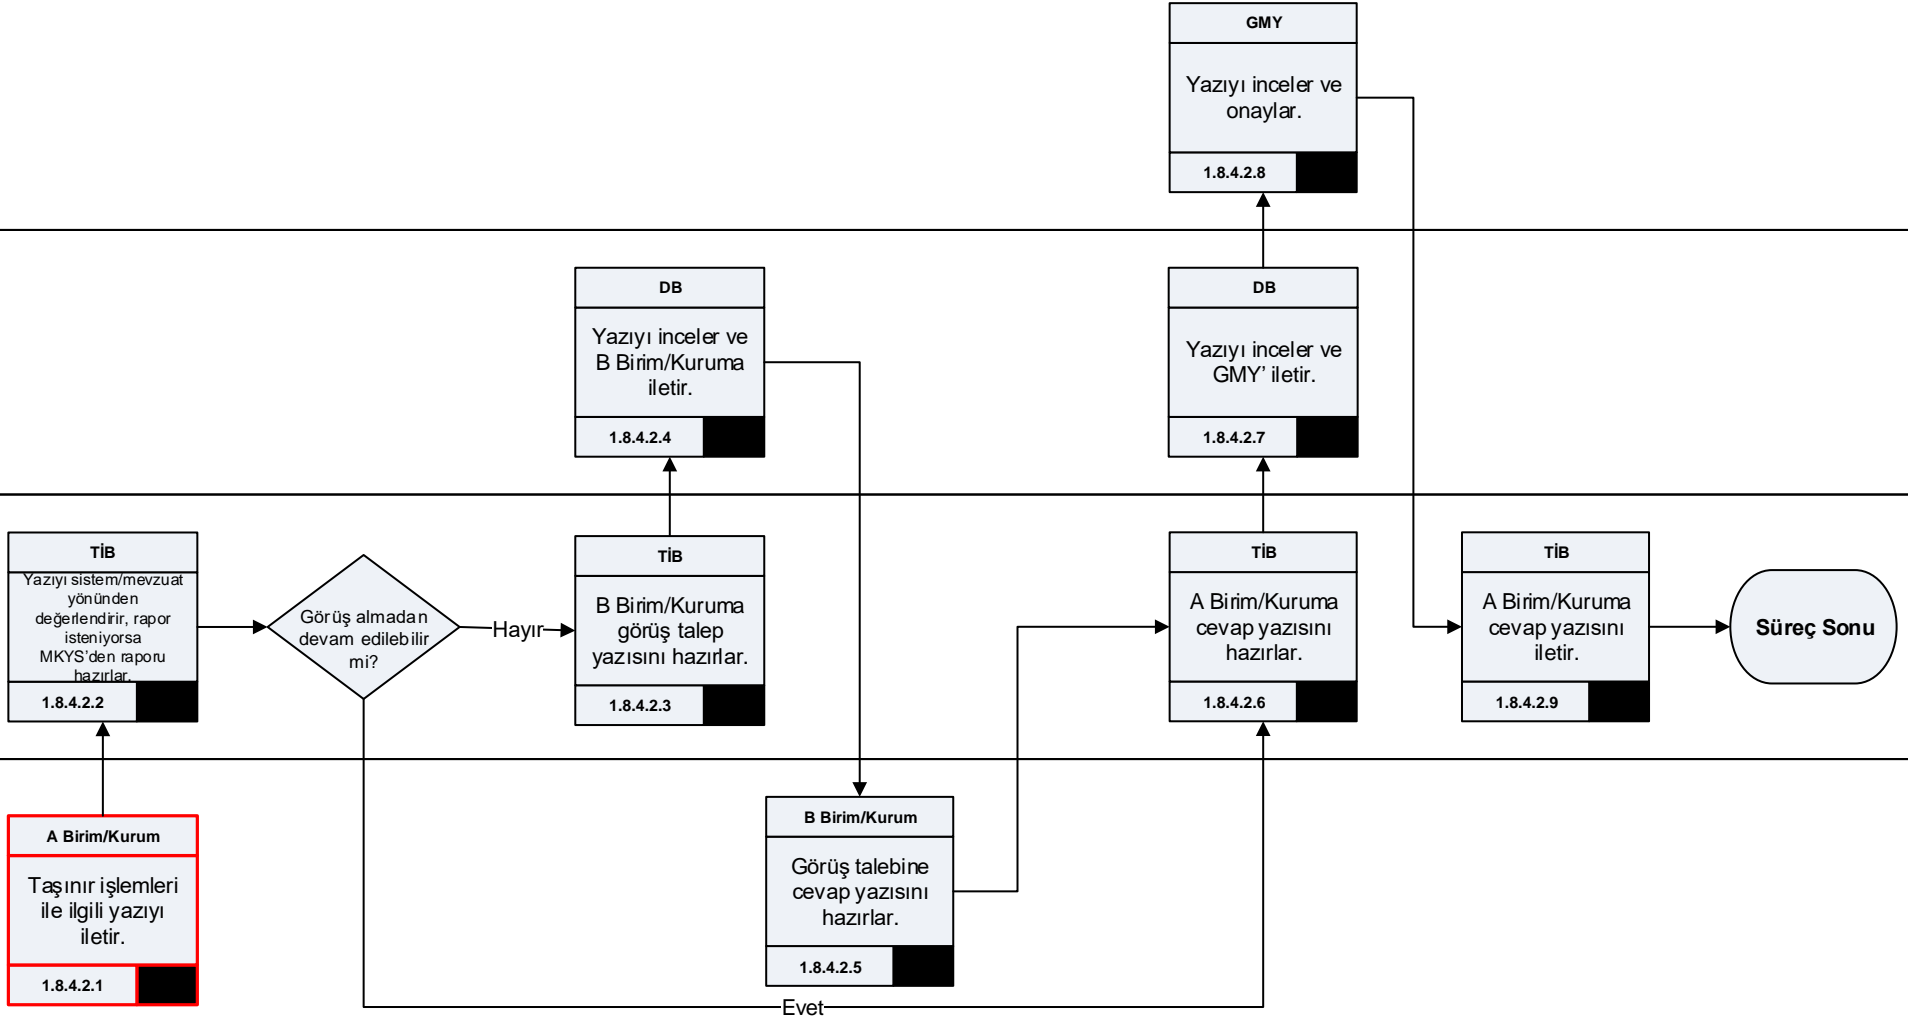 GMY
Yazıyı inceler ve
onaylar.
1.8.4.2.8
DB
Yazıyı inceler ve
B Birim/Kuruma
iletir.
1.8.4.2.4
DB
Yazıyı inceler ve
GMY’ iletir.
1.8.4.2.7
TİB
Yazıyı sistem/mevzuat
yönünden
değerlendirir, rapor
isteniyorsa
MKYS’den raporu
hazırlar.
1.8.4.2.2
Görüş almadan
devam edilebilir
mi?
Hayır
TİB
B Birim/Kuruma
görüş talep
yazısını hazırlar.
1.8.4.2.3
TİB
A Birim/Kuruma
cevap yazısını
hazırlar.
1.8.4.2.6
TİB
A Birim/Kuruma
cevap yazısını
iletir.
1.8.4.2.9
Süreç Sonu
A Birim/Kurum
Taşınır işlemleri
ile ilgili yazıyı
iletir.
1.8.4.2.1
B Birim/Kurum
Görüş talebine
cevap yazısını
hazırlar.
1.8.4.2.5
Evet